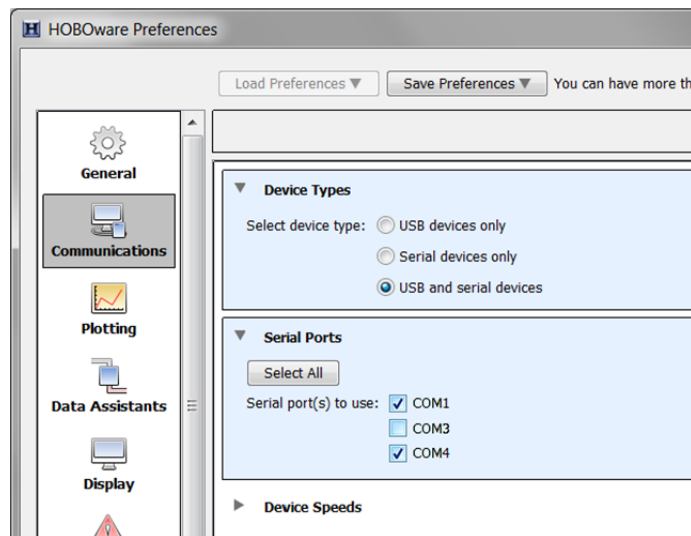 HOBOware Preferences
Load Preferences ▼ Save Preferences ▼ You can have more th
General
Communications
Plotting
Data Assistants
Display
Device Types
Select device type: USB devices only
Serial devices only
USB and serial devices
Serial Ports
Select All
Serial port(s) to use: COM1
COM3
COM4
Device Speeds